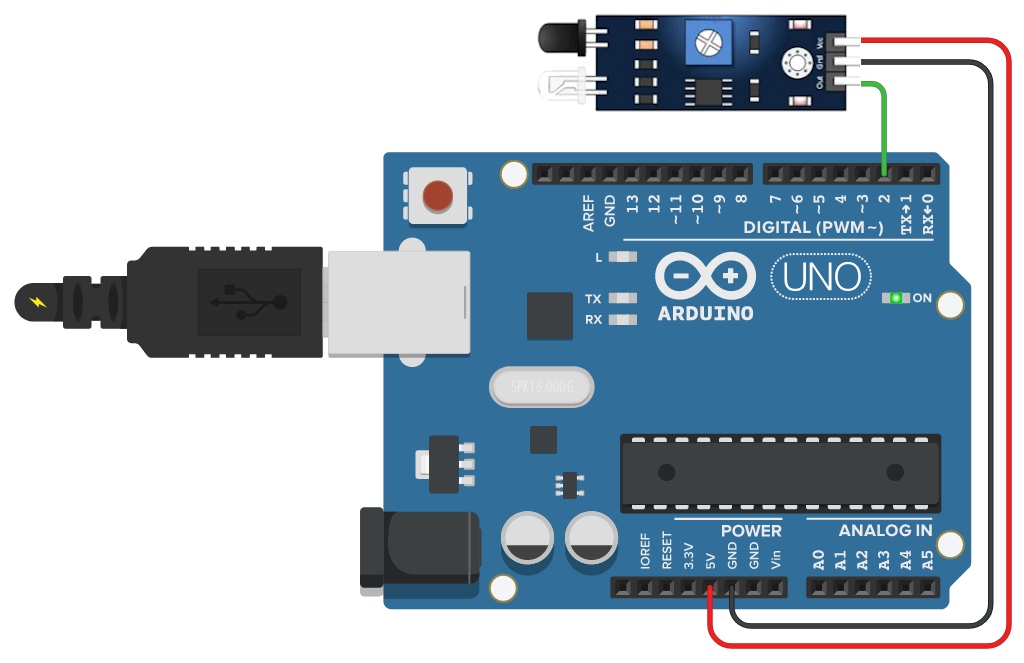 Vcc
Grd
Out
AREF
GND
13
12
~11
~10
~9
8
7
~6
~5
4
~3
2
TX→1
RX←0
DIGITAL (PWM ~)
L
TX
RX
UNO
ARDUINO
ON
SPK16.000G
POWER
ANALOG IN
IOREF
RESET
3.3V
5V
GND
GND
Vin
A0
A1
A2
A3
A4
A5